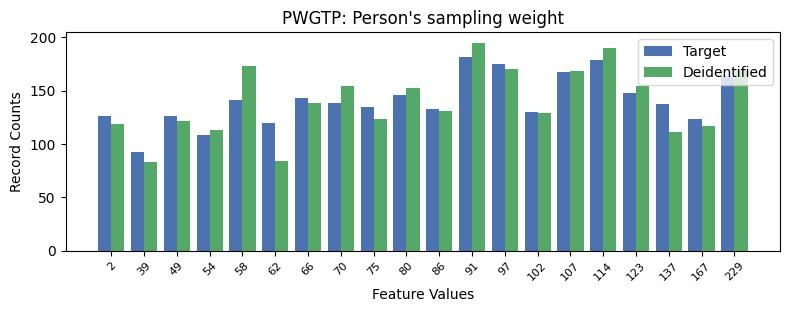 PWGTP: Person's sampling weight
Target
Deidentified
Record Counts
200
150
100
50
0
2 39 49 54 58 62 66 70 75 80 86 91 97 102 107 114 123 137 167 229
Feature Values